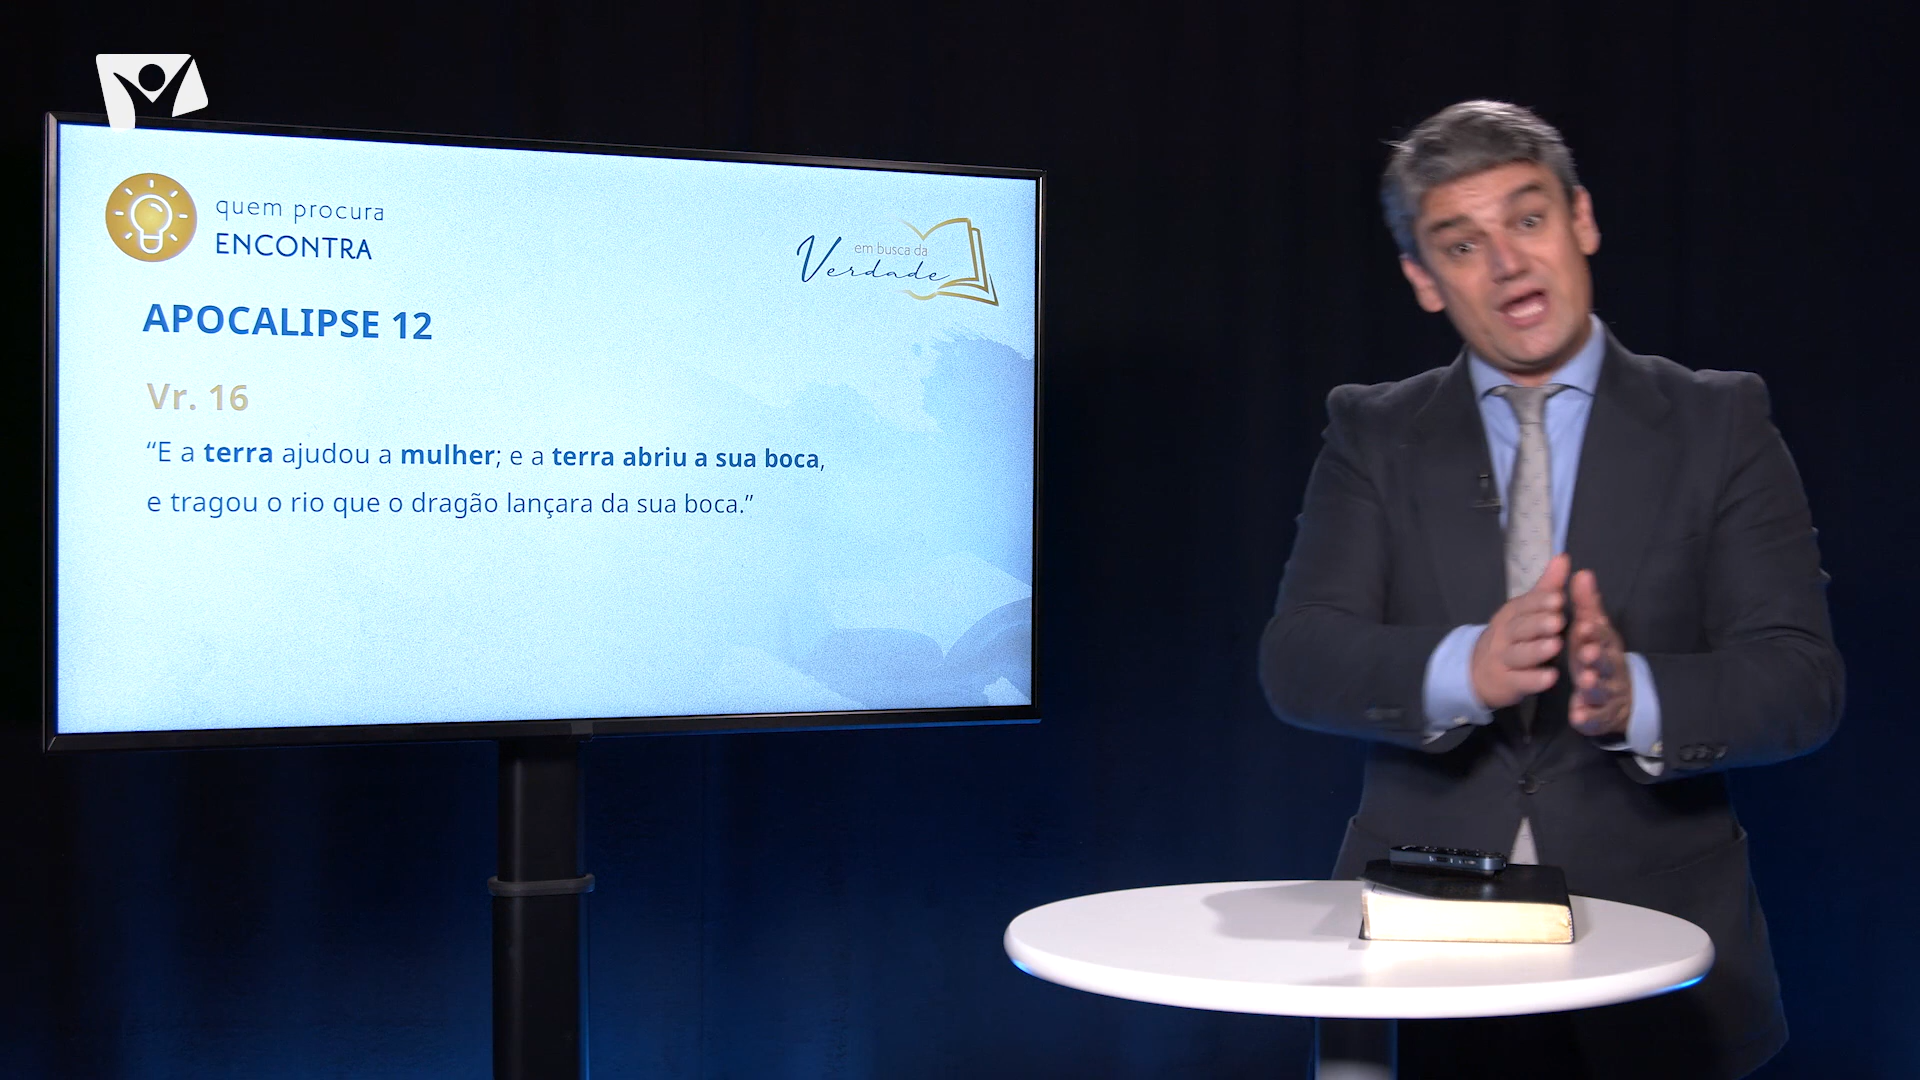 quem procura
ENCONTRA
em busca da
Verdade
APOCALIPSE 12
Vr. 16
“E a terra ajudou a mulher; e a terra abriu a sua boca,
e tragou o rio que o dragão lançara da sua boca.”